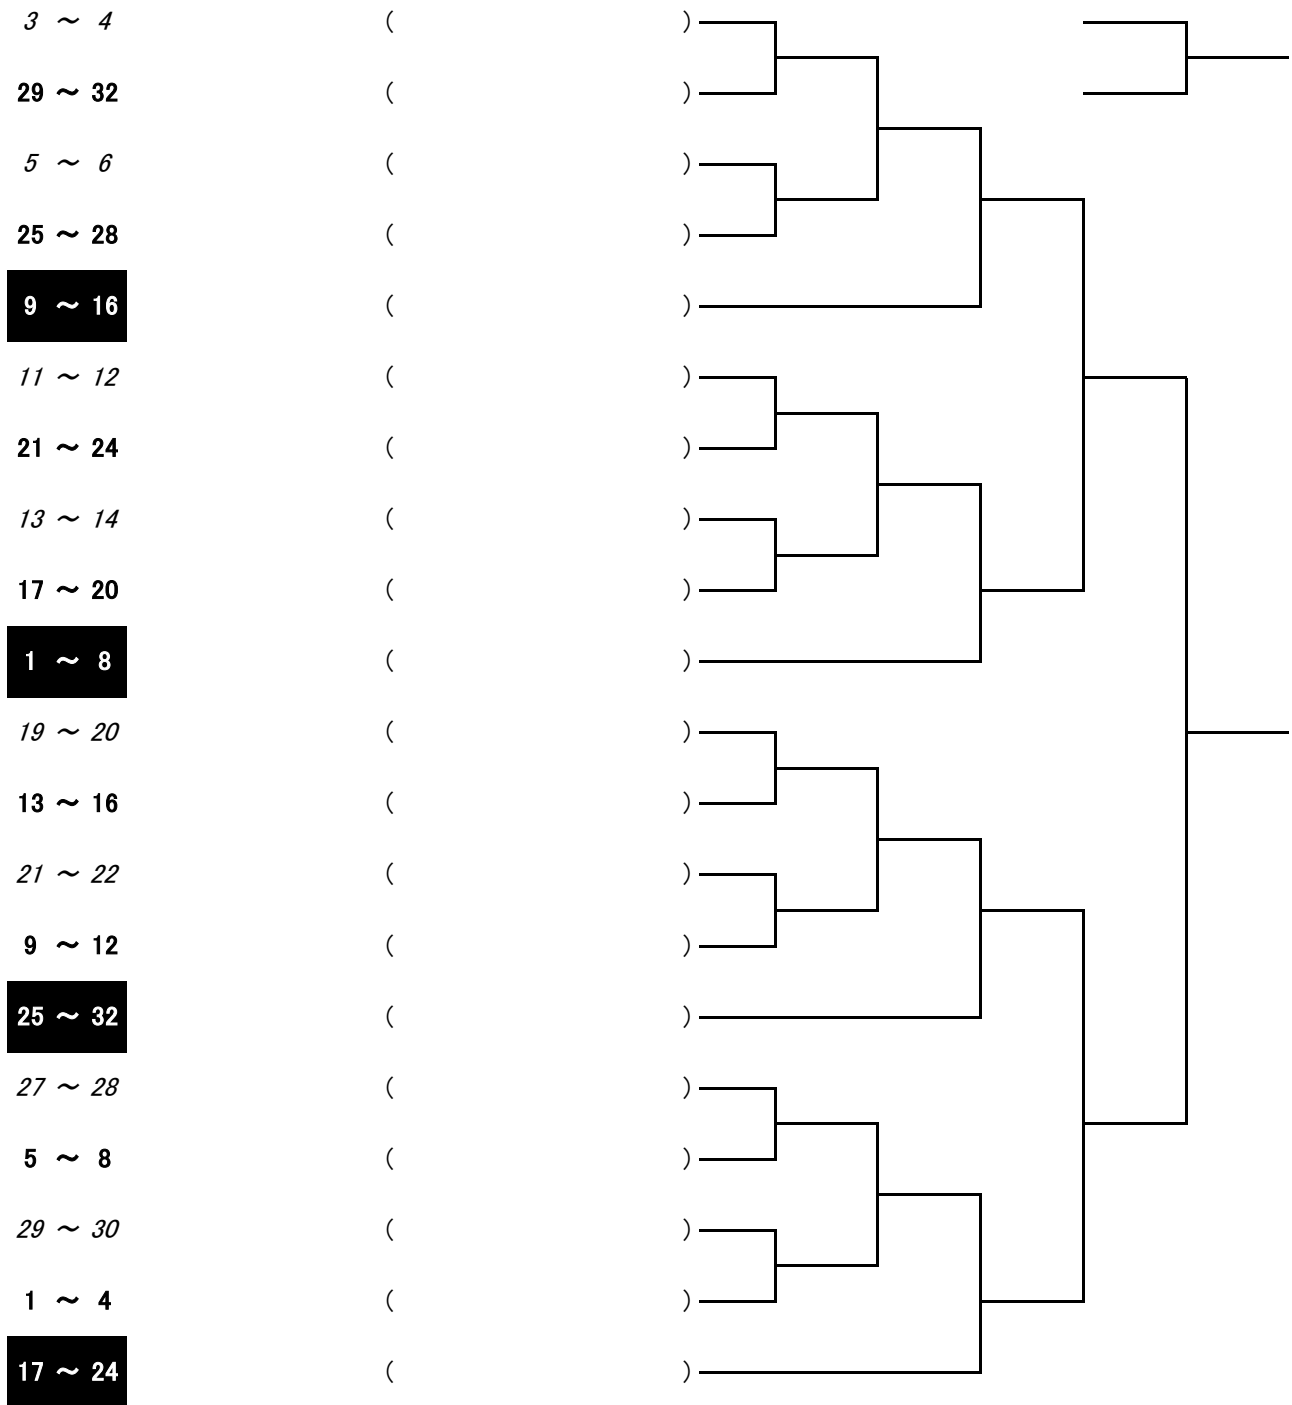 3 ～ 4 ( )
29 ～ 32 ( )
5 ～ 6 ( )
25 ～ 28 ( )
9 ～ 16 ( )
11 ～ 12 ( )
21 ～ 24 ( )
13 ～ 14 ( )
17 ～ 20 ( )
1 ～ 8 ( )
19 ～ 20 ( )
13 ～ 16 ( )
21 ～ 22 ( )
9 ～ 12 ( )
25 ～ 32 ( )
27 ～ 28 ( )
5 ～ 8 ( )
29 ～ 30 ( )
1 ～ 4 ( )
17 ～ 24 ( )